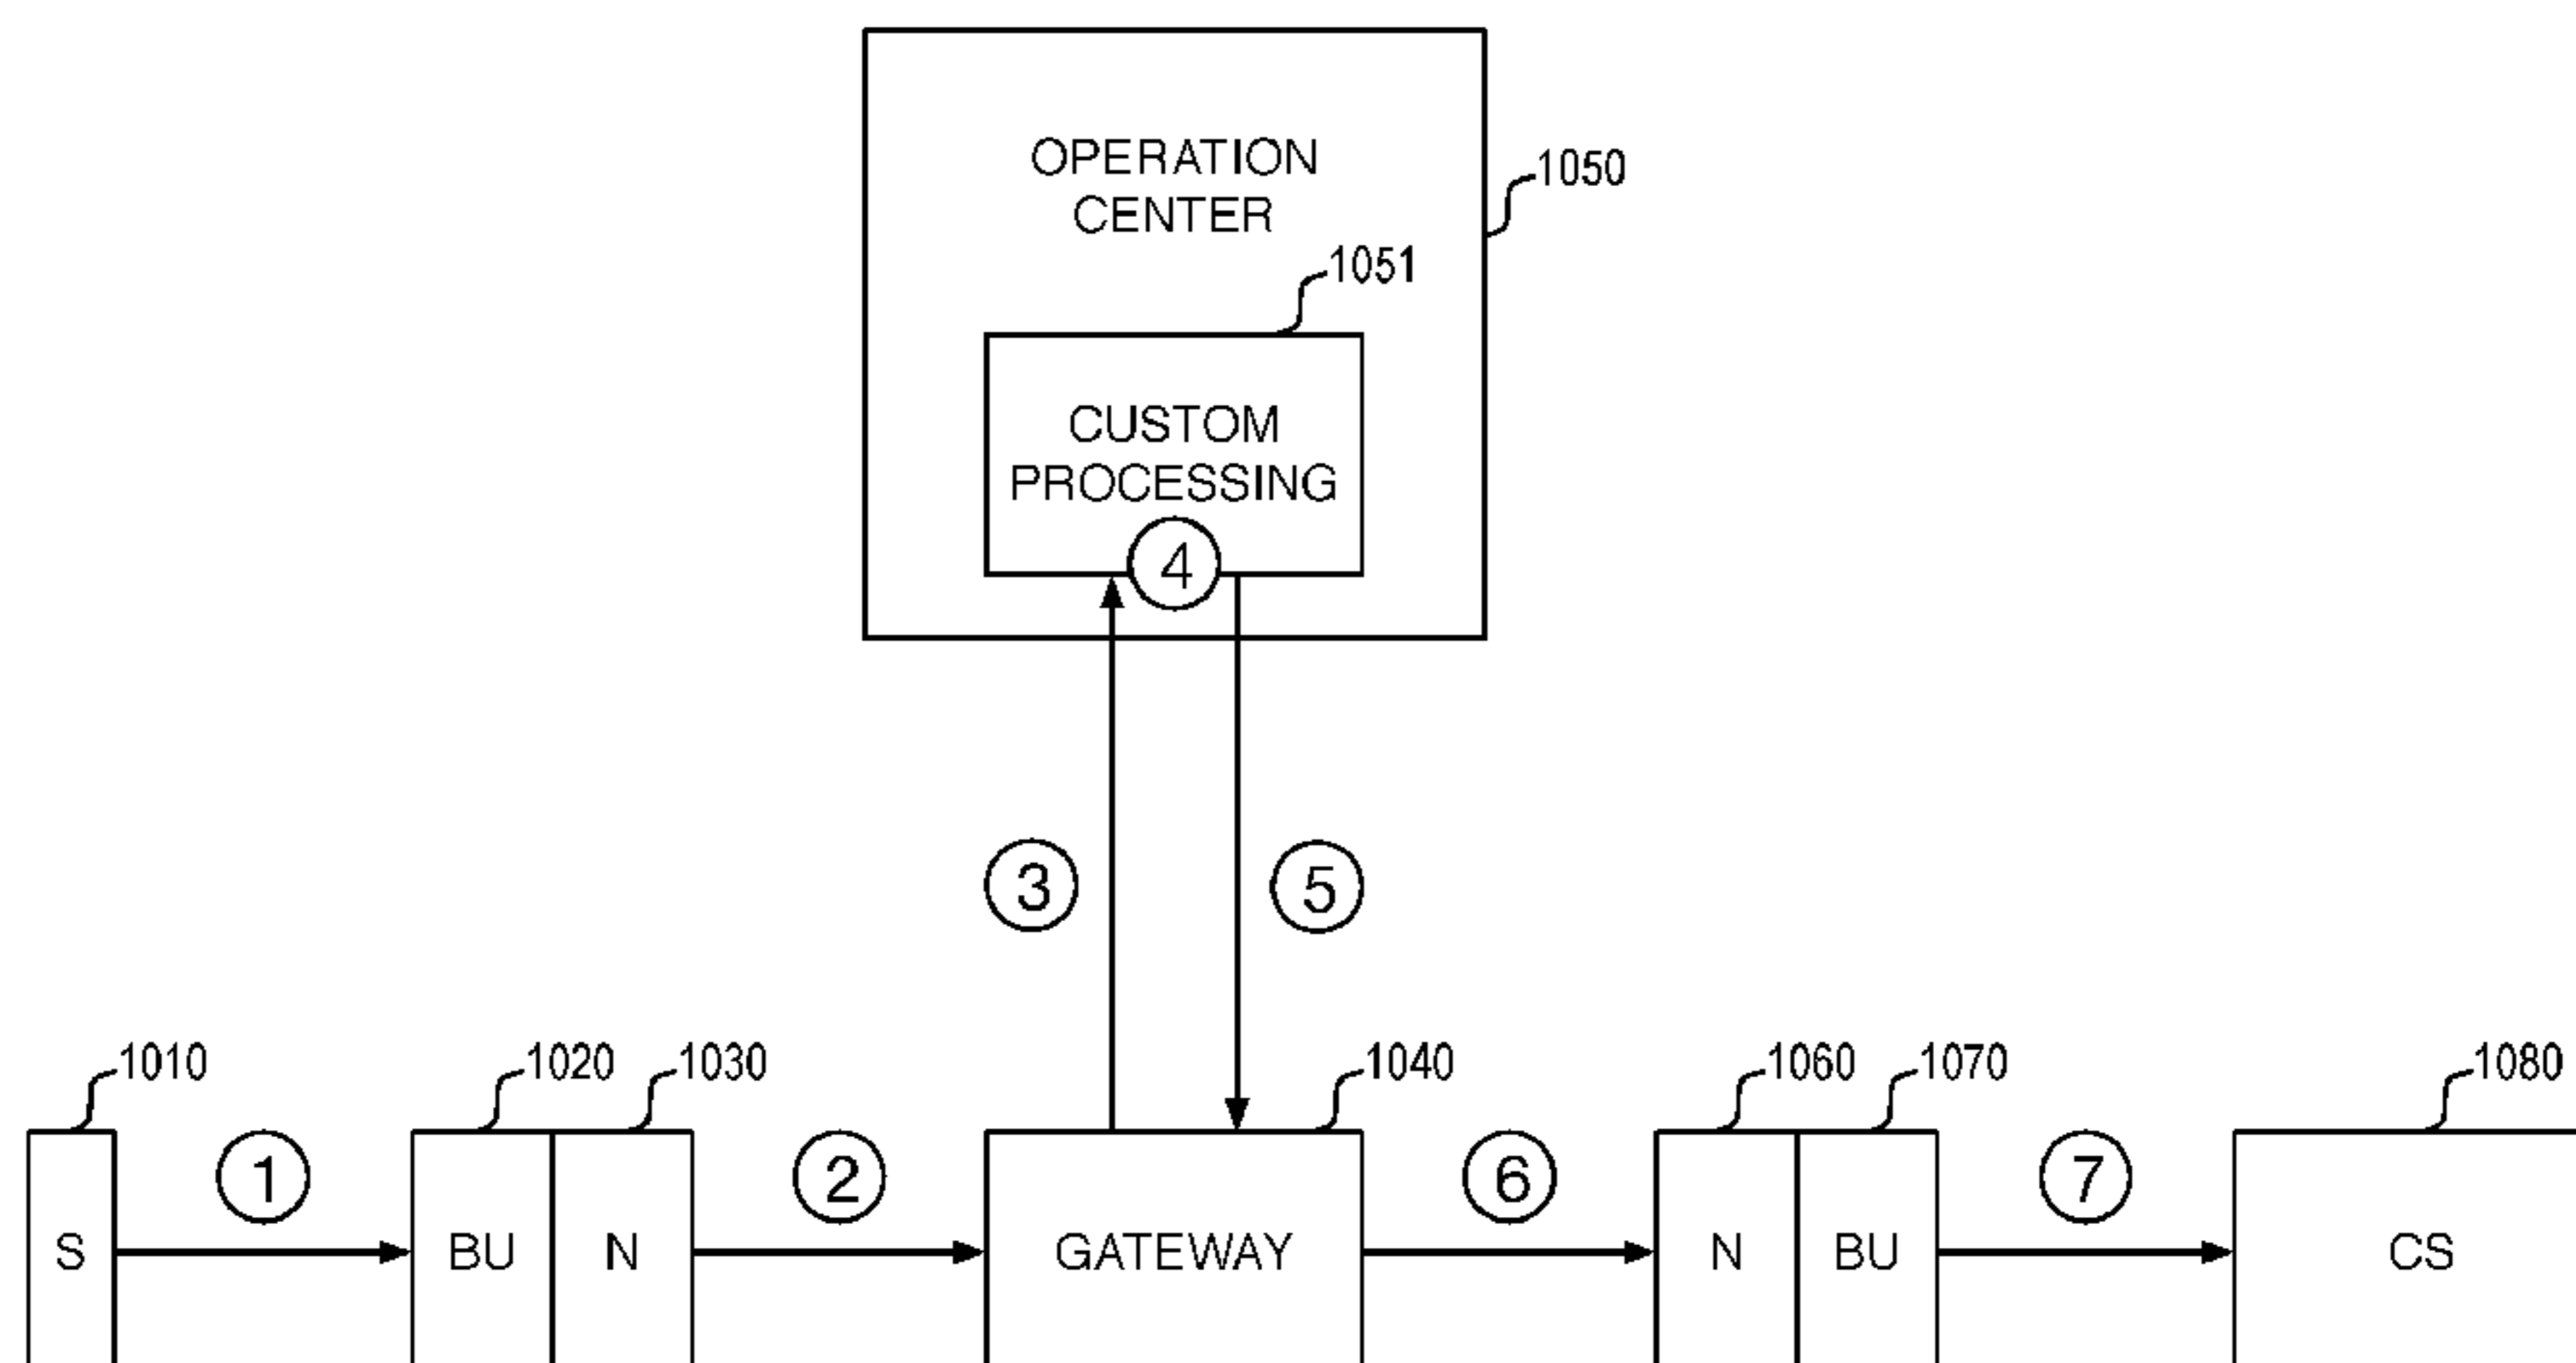 OPERATION
CENTER
1050
1051
CUSTOM
PROCESSING
4
3
5
1010
1020
1030
1040
1060
1070
1080
1
2
6
7
S
BU
N
GATEWAY
N
BU
CS